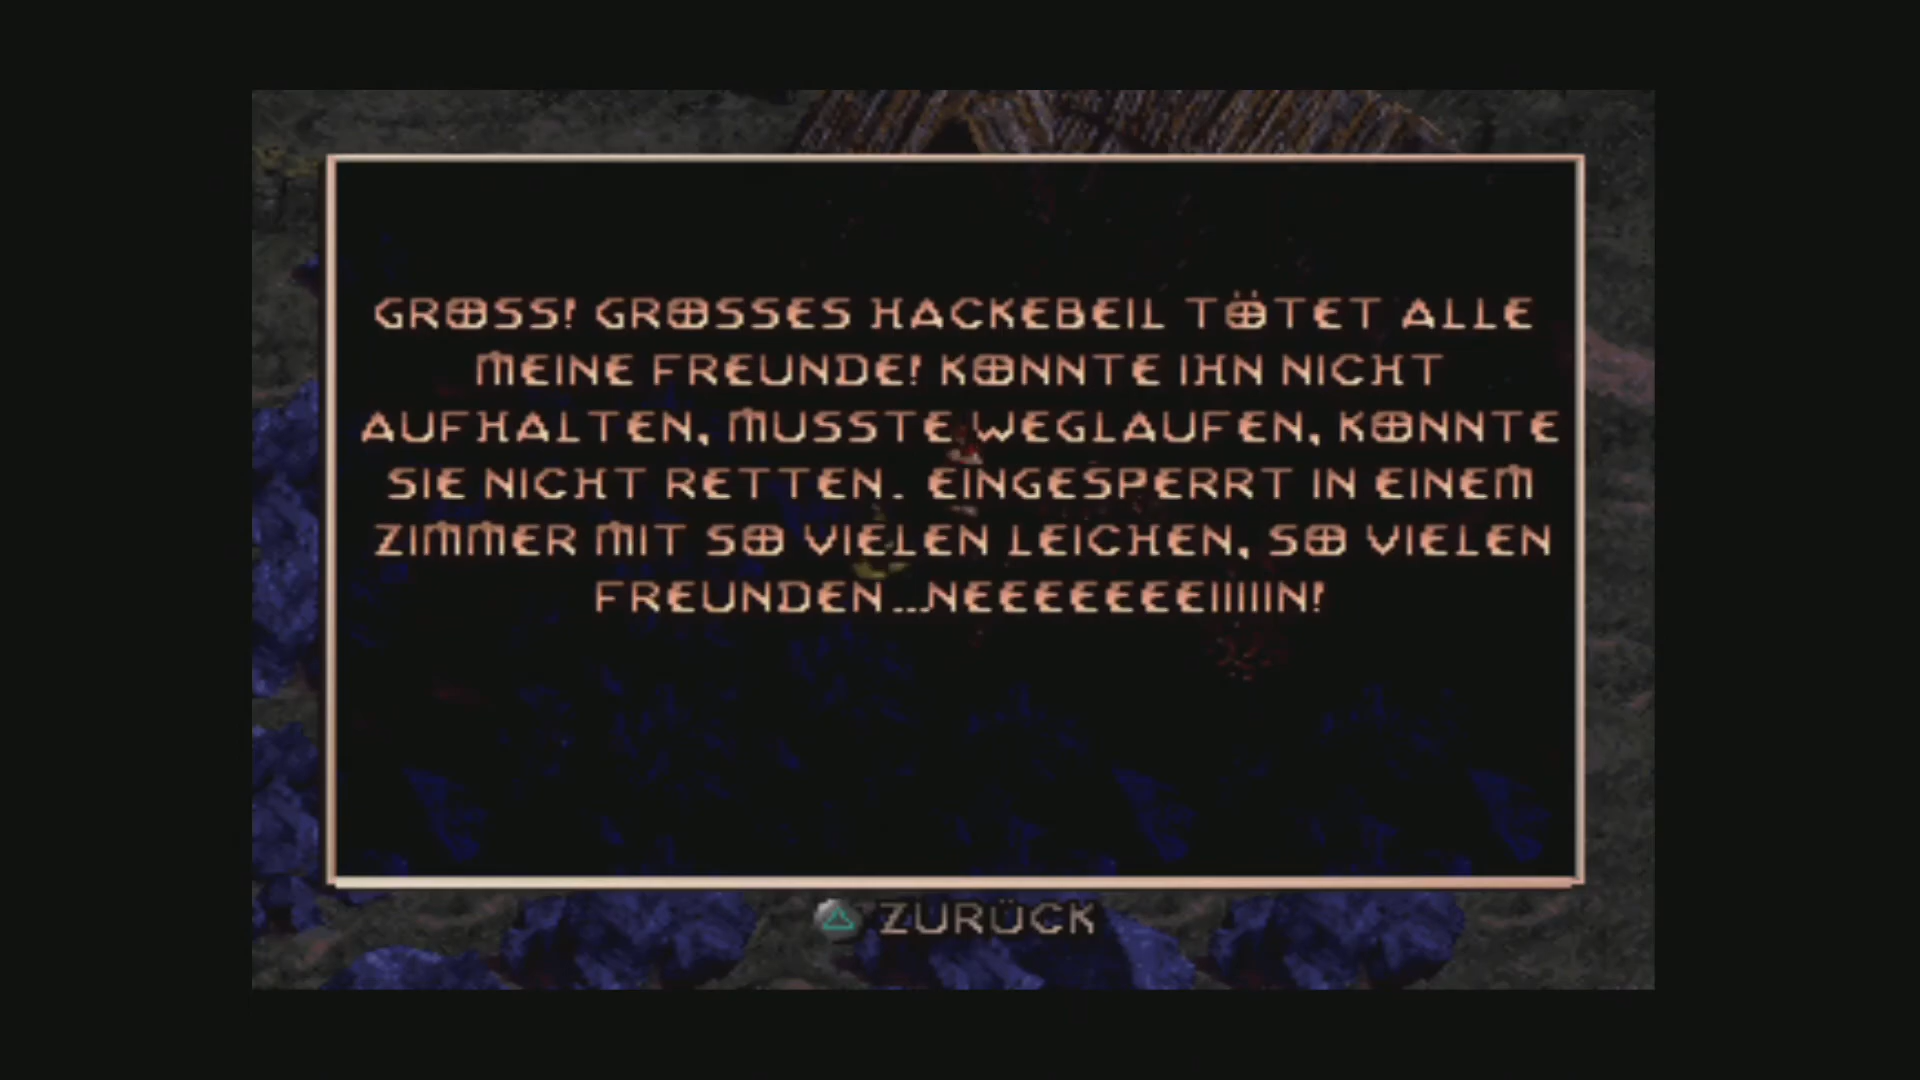 GROSS! GROSSES HACKEBEIL TÖTET ALLE
MEINE FREUNDE! KONNTE IHN NICHT
AUFHALTEN, MUSSTE WEGLAUFEN, KONNTE
SIE NICHT RETTEN. EINGESPERRT IN EINEM
ZIMMER MIT SO VIELEN LEICHEN, SO VIELEN
FREUNDEN...NEEEEEEEEIIIIIN!
ZURÜCK